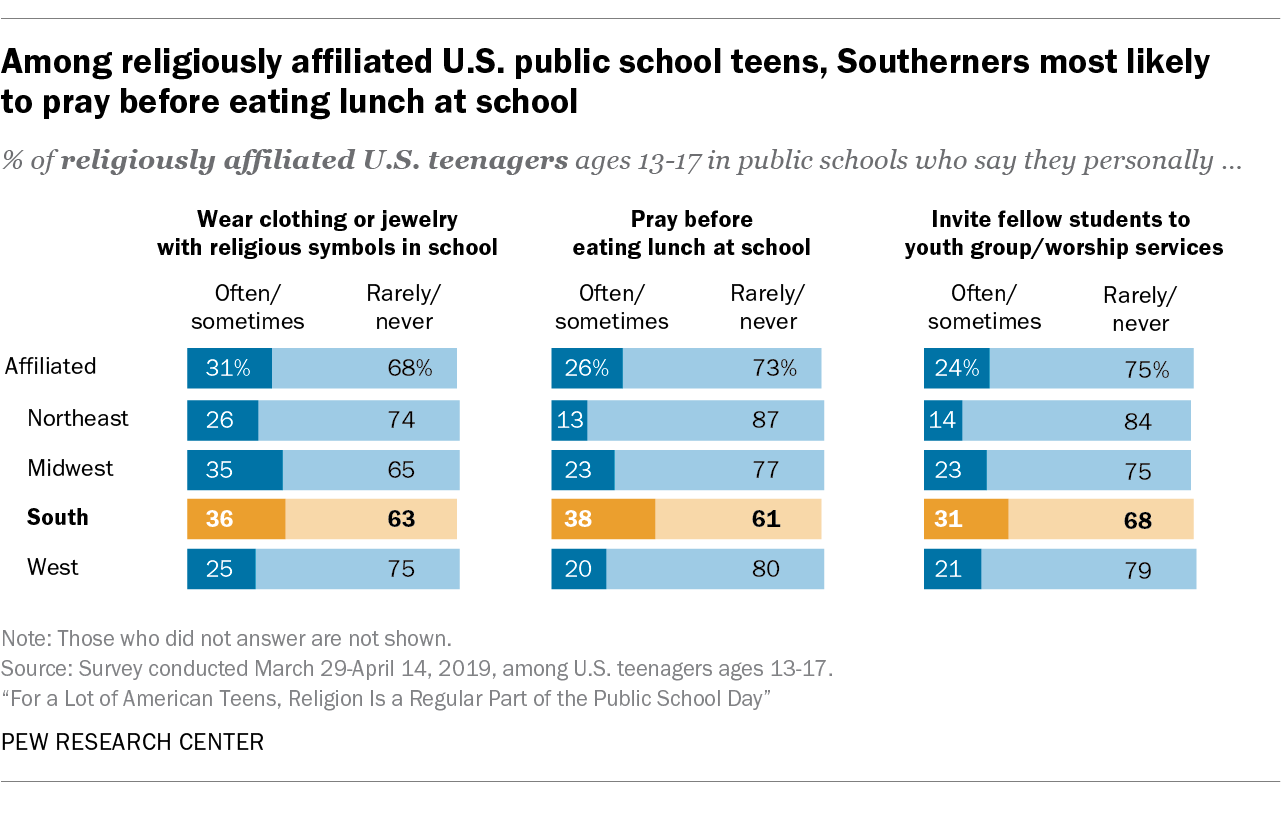 Among religiously affiliated U.S. public school teens, Southerners most likely
to pray before eating lunch at school
% of religiously affiliated U.S. teenagers ages 13-17 in public schools who say they personally ...
Wear clothing or jewelry
with religious symbols in school
Pray before
eating lunch at school
Invite fellow students to
youth group/worship services
Often/
sometimes
Rarely/
never
Often/
sometimes
Rarely/
never
Often/
sometimes
Rarely/
never
Affiliated 31% 68% 26% 73% 24% 75%
Northeast 26 74 13 87 14 84
Midwest 35 65 23 77 23 75
South 36 63 38 61 31 68
West 25 75 20 80 21 79
Note: Those who did not answer are not shown.
Source: Survey conducted March 29-April 14, 2019, among U.S. teenagers ages 13-17.
“For a Lot of American Teens, Religion Is a Regular Part of the Public School Day”
PEW RESEARCH CENTER